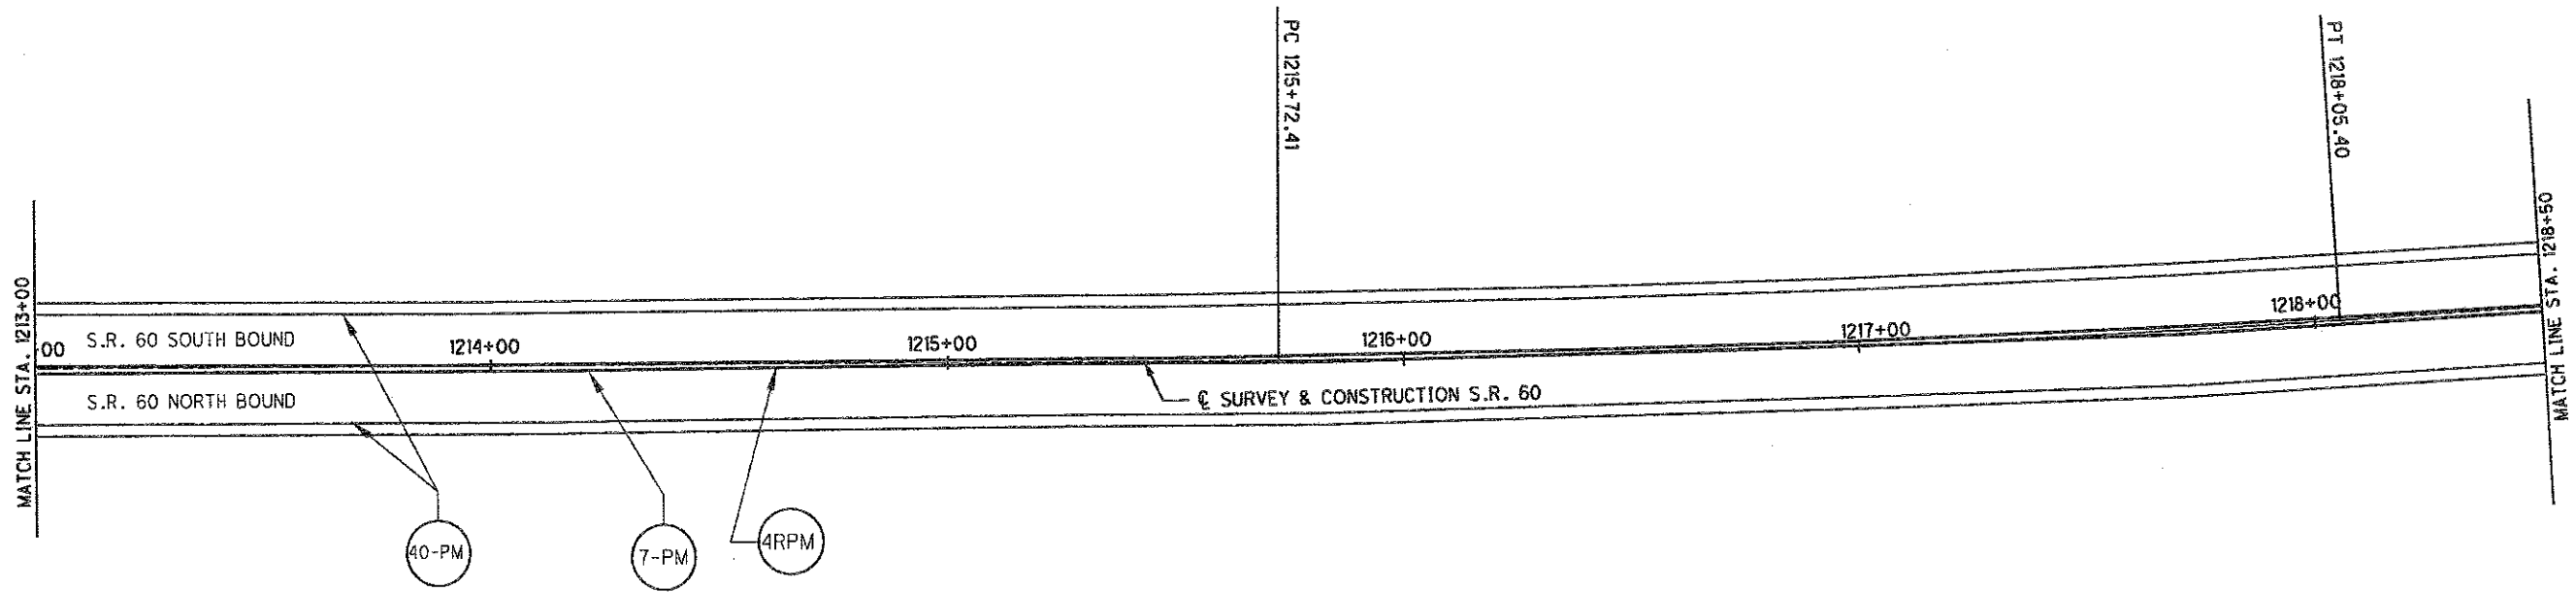 PC 1215+72.41
PT 1218+05.40
MATCH LINE STA. 1213+00
MATCH LINE STA. 1218+50
S.R. 60 SOUTH BOUND
00
1214+00
1215+00
1216+00
1217+00
1218+00
S.R. 60 NORTH BOUND
℄ SURVEY & CONSTRUCTION S.R. 60
40-PM
7-PM
4RPM